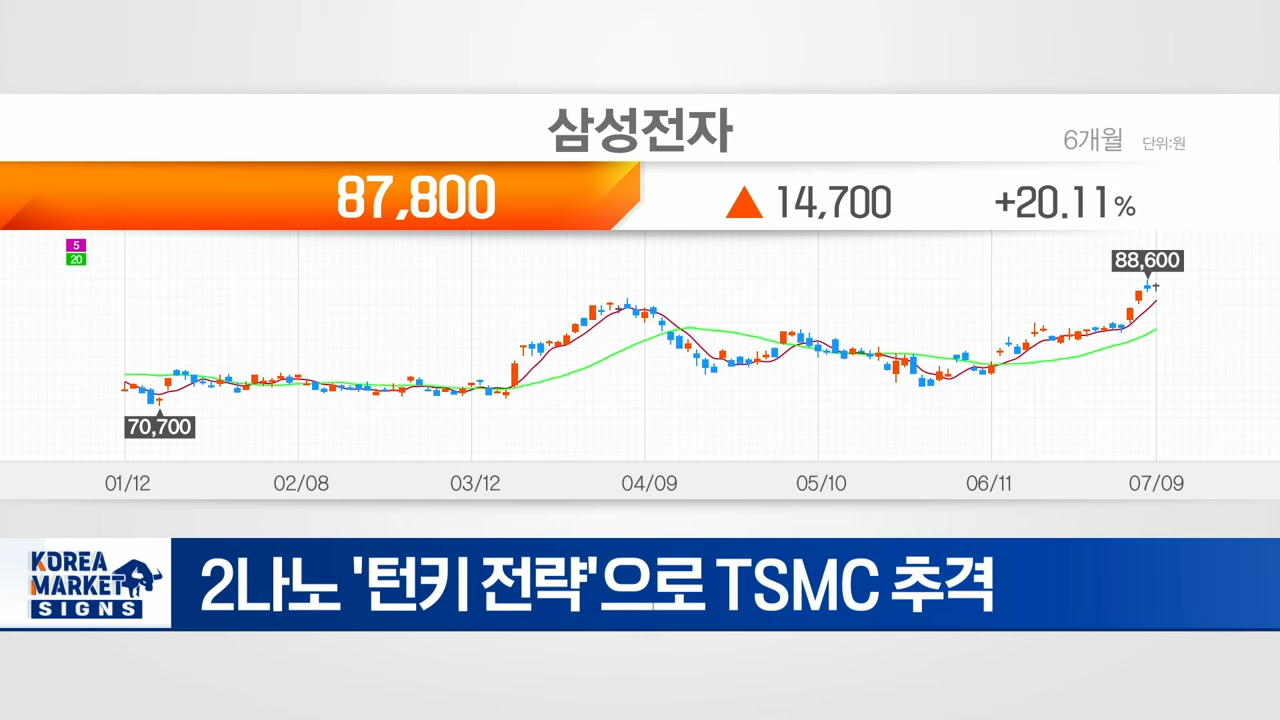 삼성전자
6개월 단위:원
87,800 ▲ 14,700 +20.11%
5
20
88,600
70,700
01/12 02/08 03/12 04/09 05/10 06/11 07/09
KOREA
MARKET
SIGNS
2나노 '턴키 전략'으로 TSMC 추격